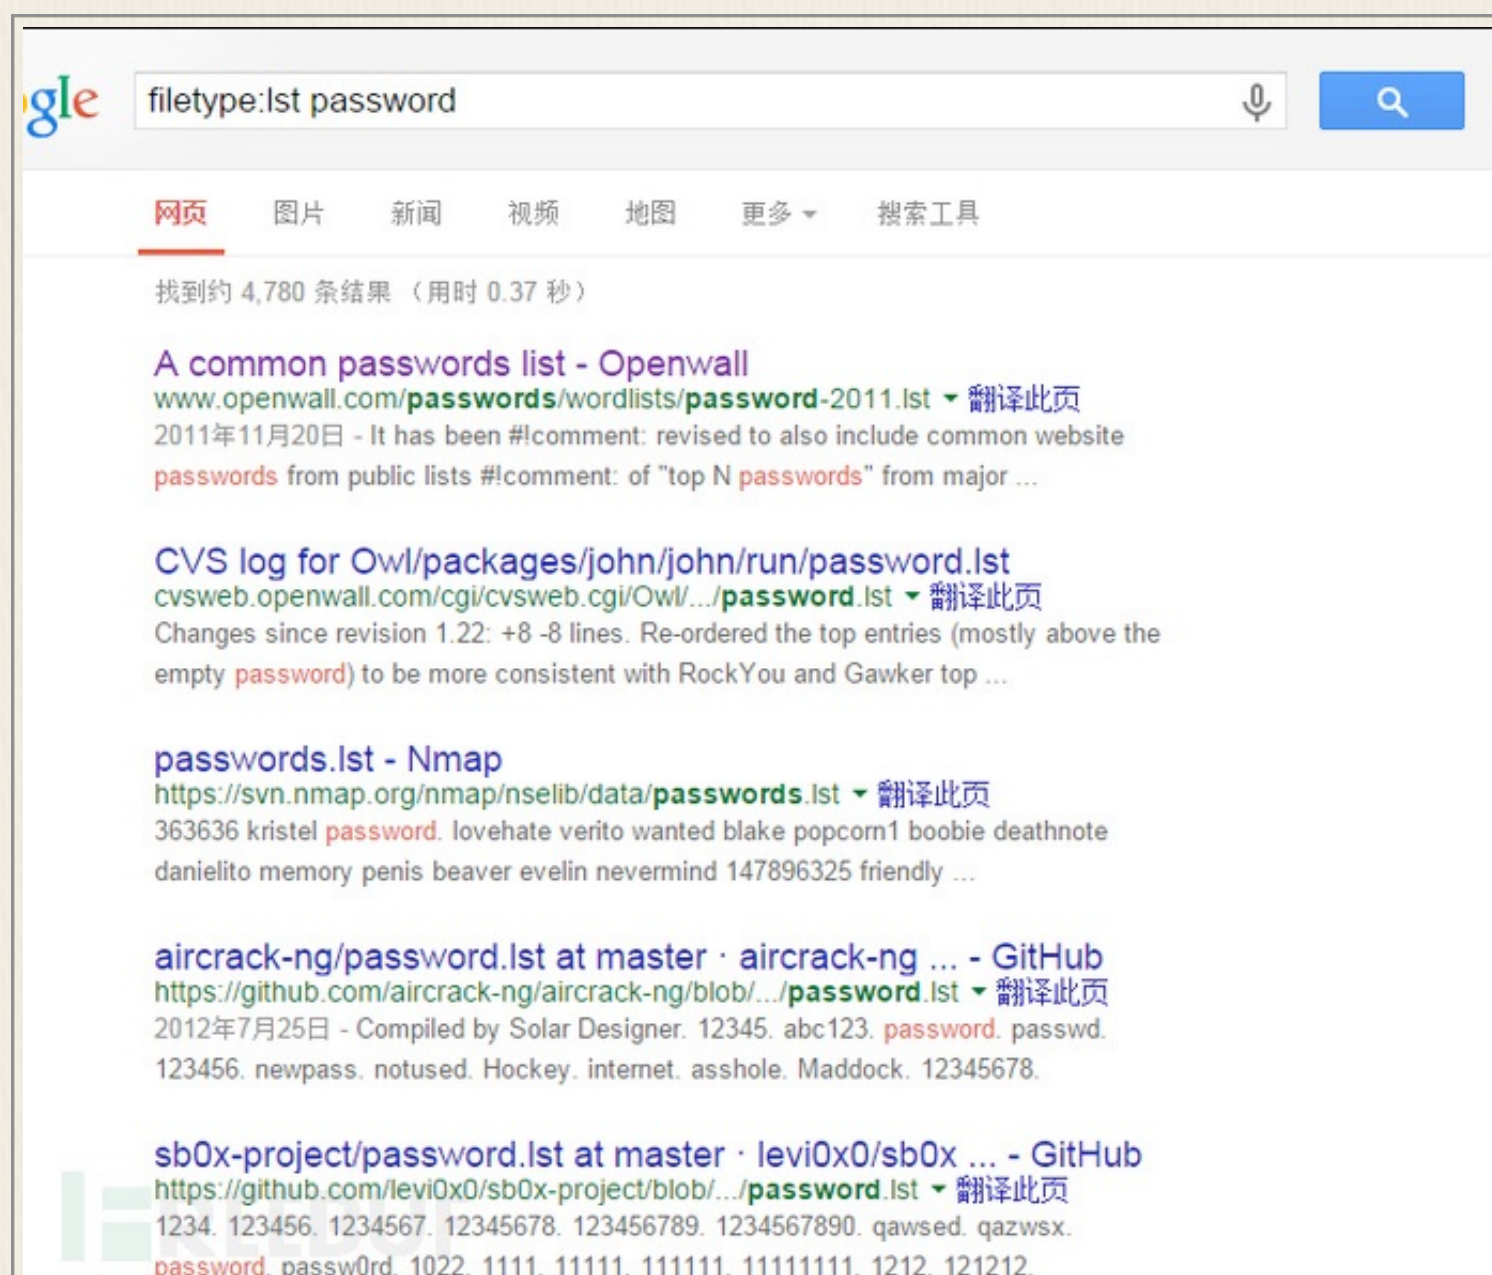 gle filetype:lst password
网页 图片 新闻 视频 地图 更多 搜索工具
找到约 4,780 条结果 （用时 0.37 秒）
A common passwords list - Openwall
www.openwall.com/passwords/wordlists/password-2011.lst 翻译此页
2011年11月20日 - It has been #!comment: revised to also include common website
passwords from public lists #!comment: of "top N passwords" from major ...
CVS log for Owl/packages/john/john/run/password.lst
cvsweb.openwall.com/cgi/cvsweb.cgi/Owl/.../password.lst 翻译此页
Changes since revision 1.22: +8 -8 lines. Re-ordered the top entries (mostly above the
empty password) to be more consistent with RockYou and Gawker top ...
passwords.lst - Nmap
https://svn.nmap.org/nmap/nselib/data/passwords.lst 翻译此页
363636 kristel password. lovehate verito wanted blake popcorn1 boobie deathnote
danielito memory penis beaver evelin nevermind 147896325 friendly ...
aircrack-ng/password.lst at master · aircrack-ng ... - GitHub
https://github.com/aircrack-ng/aircrack-ng/blob/.../password.lst 翻译此页
2012年7月25日 - Compiled by Solar Designer. 12345. abc123. password. passwd.
123456. newpass. notused. Hockey. internet. asshole. Maddock. 12345678.
sb0x-project/password.lst at master · levi0x0/sb0x ... - GitHub
https://github.com/levi0x0/sb0x-project/blob/.../password.lst 翻译此页
1234. 123456. 1234567. 12345678. 123456789. 1234567890. qawsed. qazwsx.
password. passw0rd. 1022. 1111. 11111. 111111. 11111111. 1212. 121212.